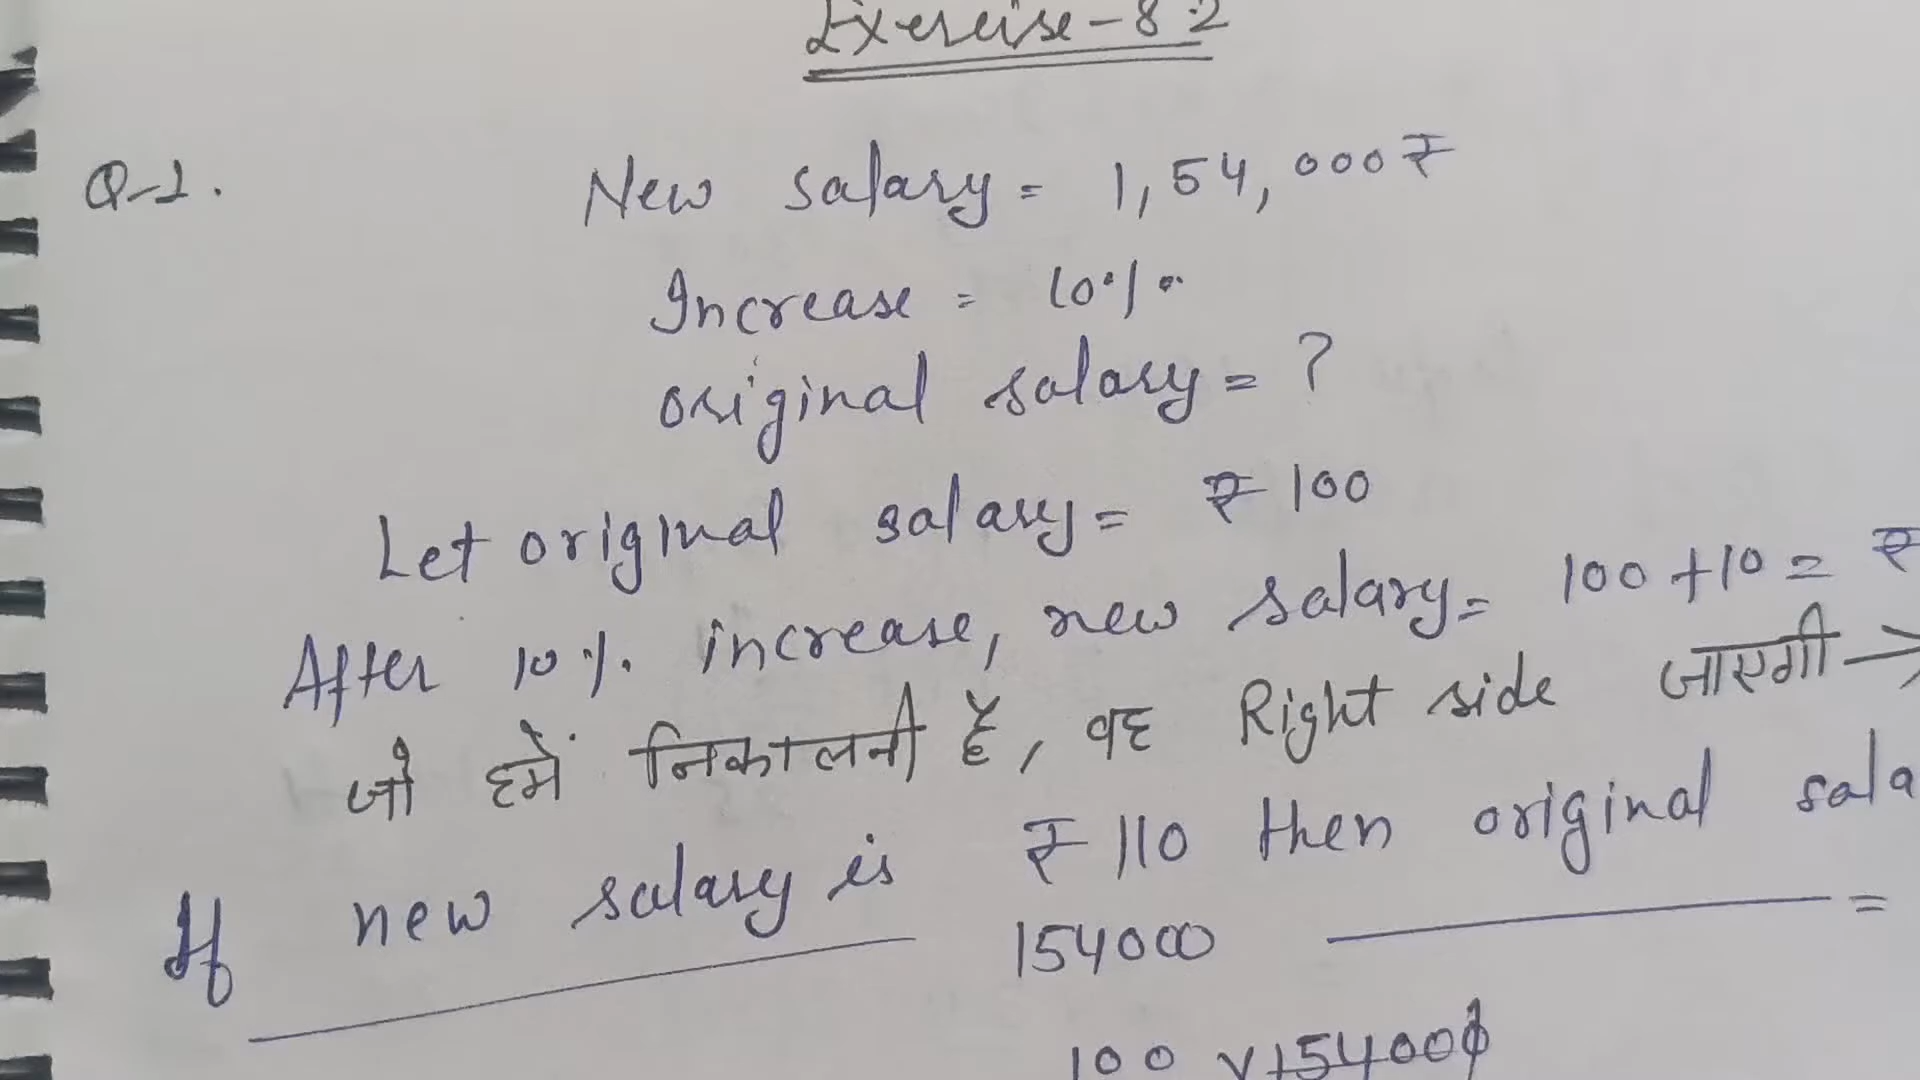 Exercise-8.2
Q-1. New salary = 1,54,000₹
Increase = 10%
original salary = ?
Let original salary = ₹100
After 10% increase, new salary = 100 + 10 = ₹
जो हमें निकालनी है, वह Right side जाएगी →
If new salary is ₹110 then original sala
154000 =
100 × 154000